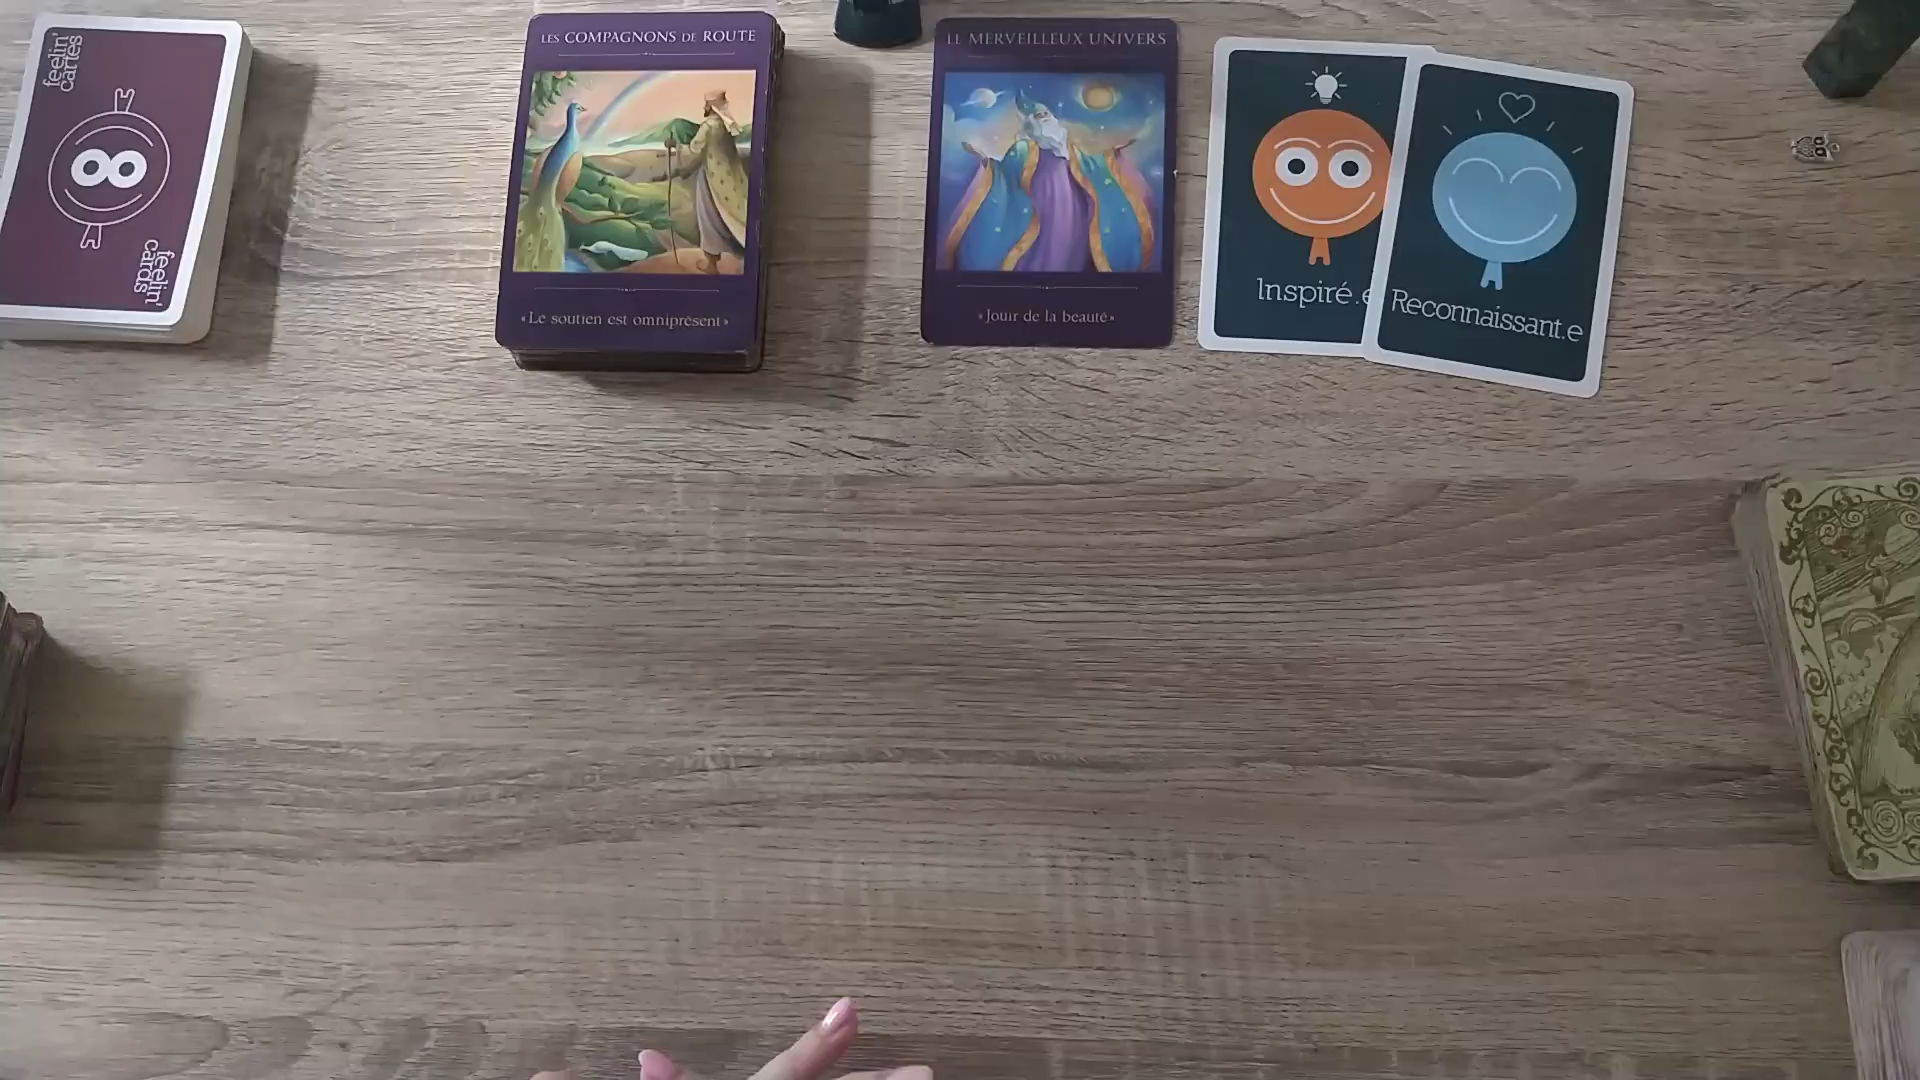 feelin'
cartes
feelin'
cards
LES COMPAGNONS DE ROUTE
«Le soutien est omniprésent»
LE MERVEILLEUX UNIVERS
«Jouir de la beauté»
Inspiré.e
Reconnaissant.e